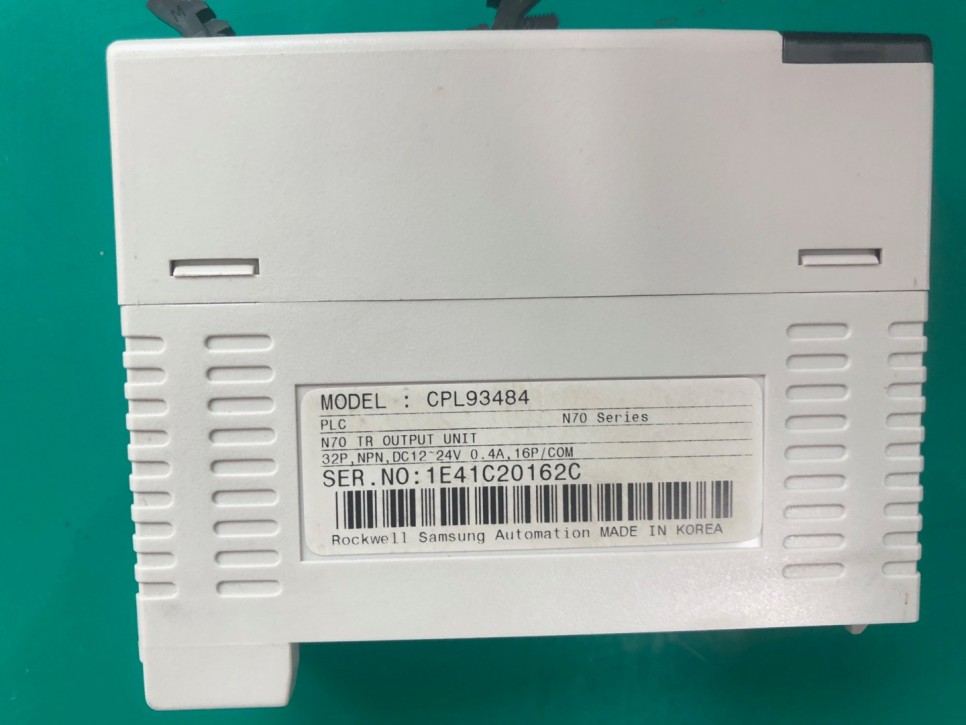 MODEL : CPL93484
PLC N70 Series
N70 TR OUTPUT UNIT
32P,NPN,DC12~24V 0.4A,16P/COM
SER.NO:1E41C20162C
Rockwell Samsung Automation MADE IN KOREA